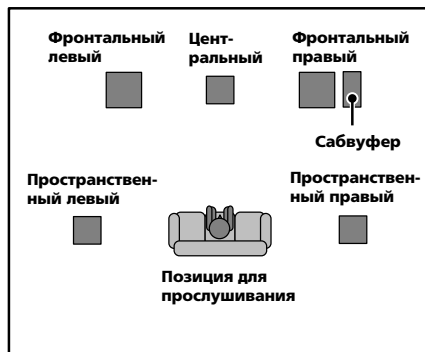 Фронтальный
левый
Цент-
ральный
Фронтальный
правый
Сабвуфер
Пространствен-
ный левый
Пространствен-
ный правый
Позиция для
прослушивания